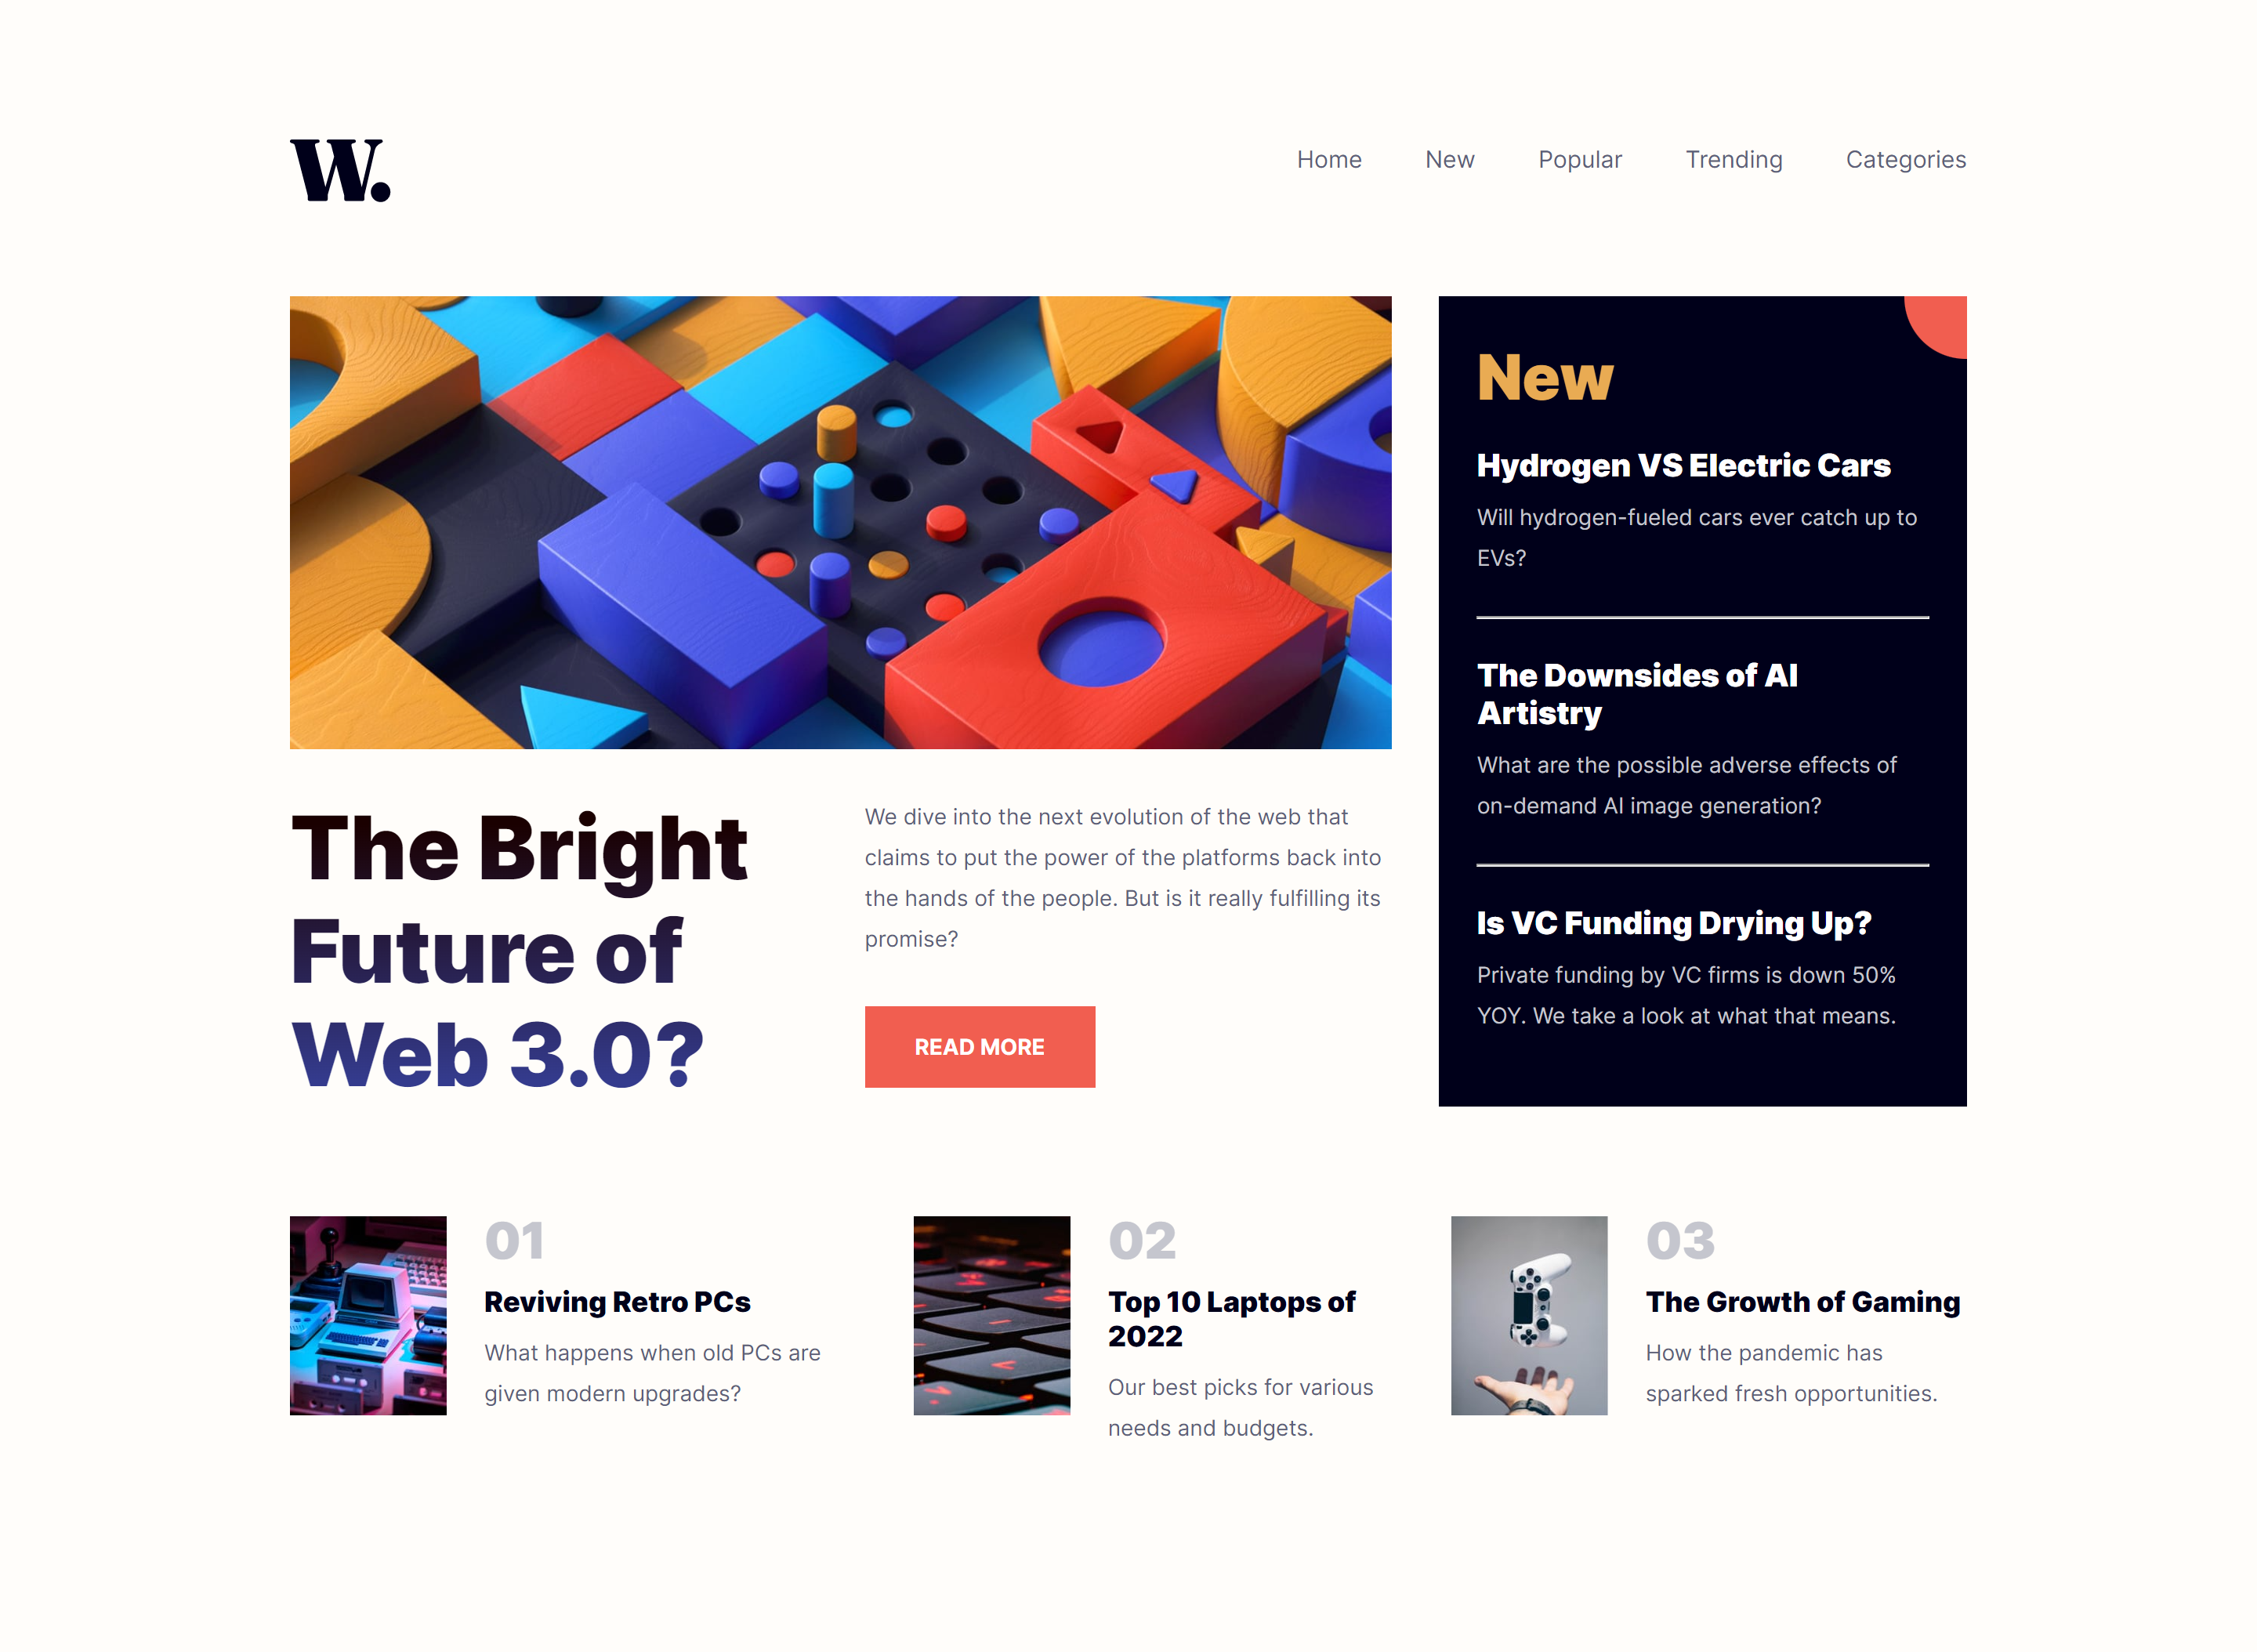 W.
Home New Popular Trending Categories
The Bright
Future of
Web 3.0?
We dive into the next evolution of the web that
claims to put the power of the platforms back into
the hands of the people. But is it really fulfilling its
promise?
READ MORE
New
Hydrogen VS Electric Cars
Will hydrogen-fueled cars ever catch up to
EVs?
The Downsides of AI
Artistry
What are the possible adverse effects of
on-demand AI image generation?
Is VC Funding Drying Up?
Private funding by VC firms is down 50%
YOY. We take a look at what that means.
01
Reviving Retro PCs
What happens when old PCs are
given modern upgrades?
02
Top 10 Laptops of
2022
Our best picks for various
needs and budgets.
03
The Growth of Gaming
How the pandemic has
sparked fresh opportunities.